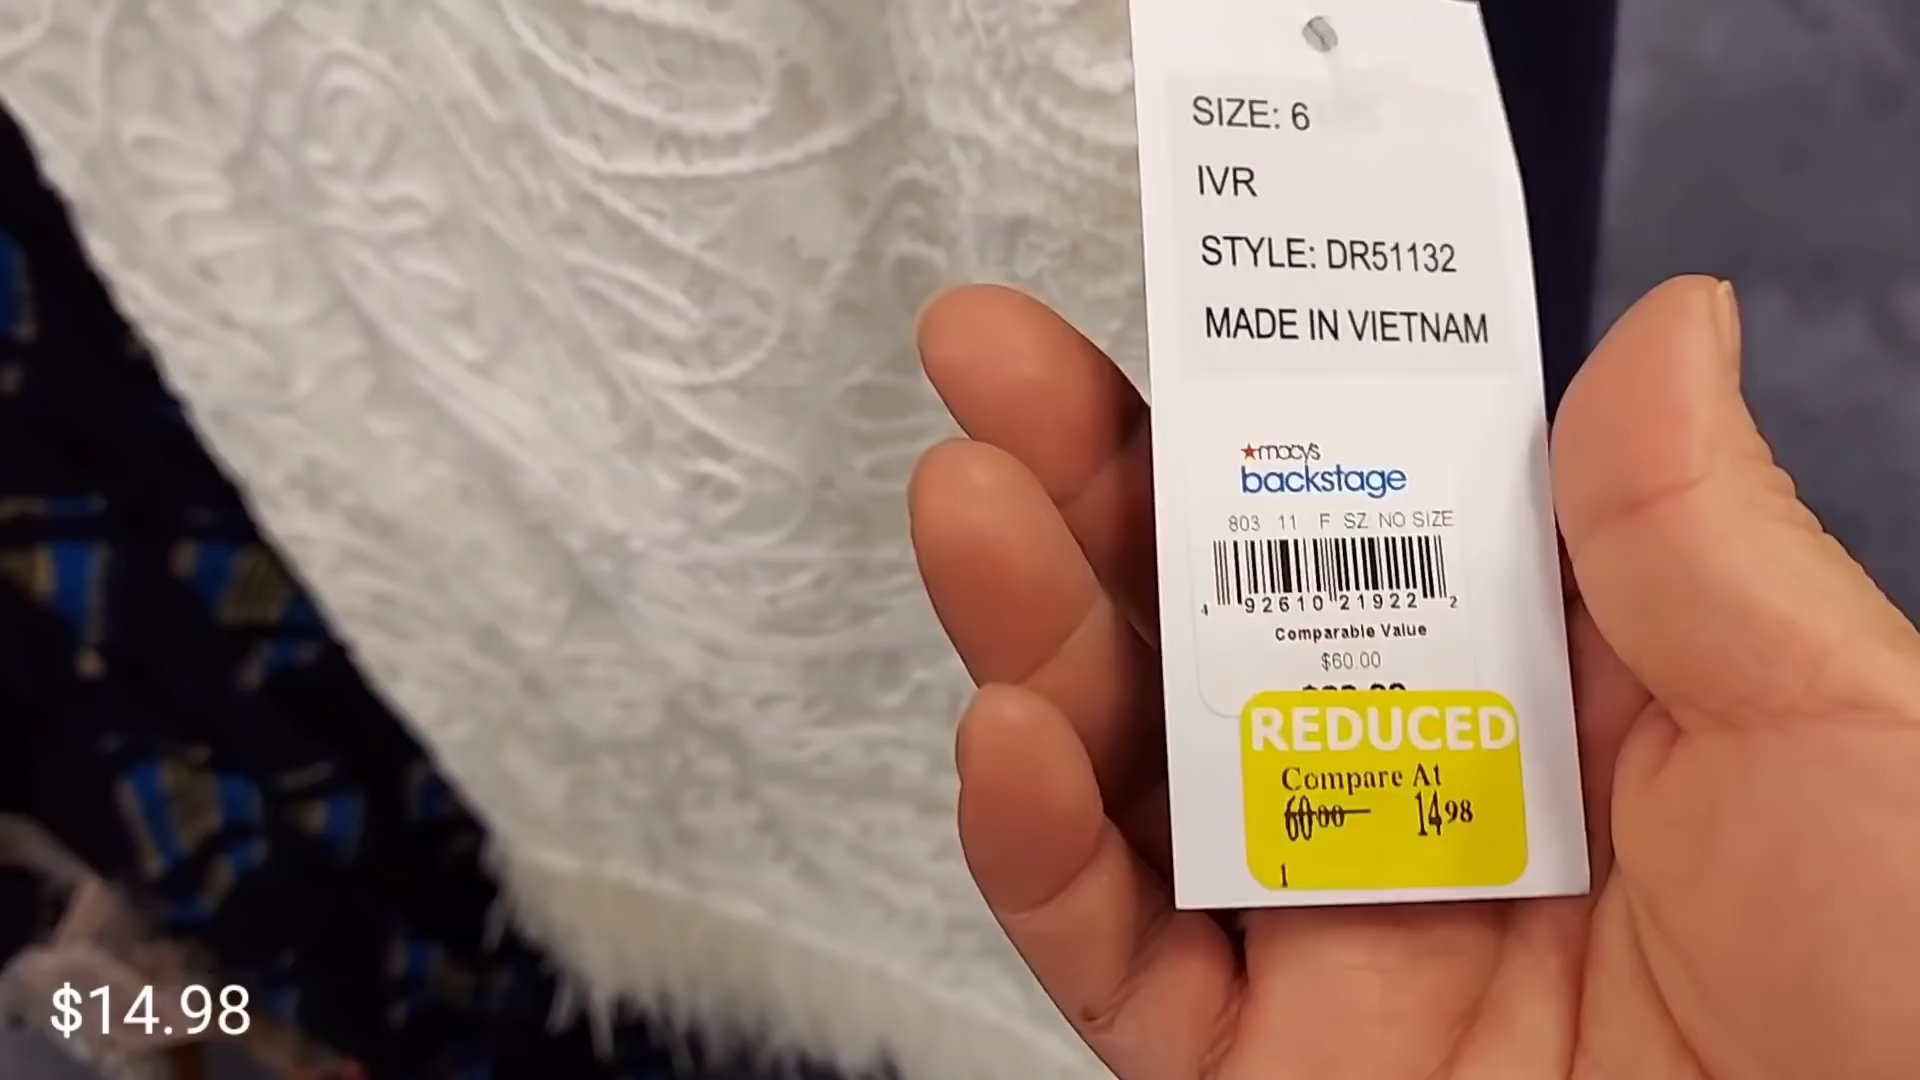 SIZE: 6
IVR
STYLE: DR51132
MADE IN VIETNAM
macy's
backstage
803 11 F SZ NO SIZE
4 92610 21922 2
Comparable Value
$60.00
REDUCED
Compare At
60.00 14.98
1
$14.98